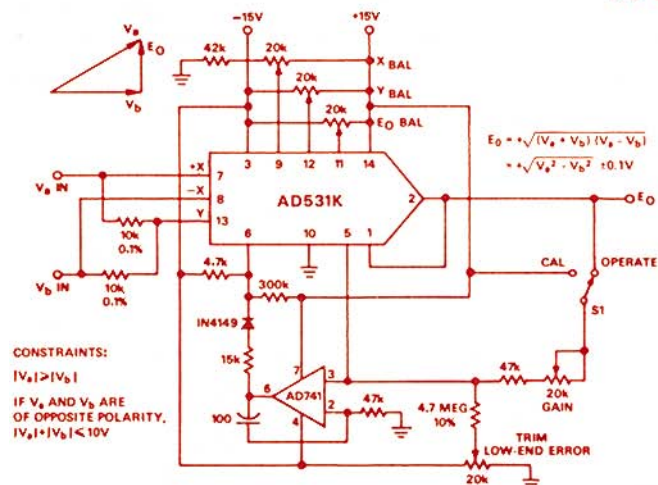 -15V
+15V
Va
EO
Vb
42k
20k
X BAL
20k
Y BAL
20k
EO BAL
3
9
12
11
14
EO = +√(Va + Vb) (Va - Vb)
= +√Va² - Vb² ±0.1V
Va IN
+X
7
-X
8
Y
13
AD531K
2
EO
10k
0.1%
6
10
5
1
CAL
OPERATE
Vb IN
10k
0.1%
4.7k
300k
S1
IN4149
CONSTRAINTS:
|Va|⩾|Vb|
IF Va AND Vb ARE
OF OPPOSITE POLARITY,
|Va|+|Vb|⩽10V
15k
7
6
AD741
3
2
4
100
47k
47k
20k
GAIN
4.7 MEG
10%
TRIM
LOW-END ERROR
20k